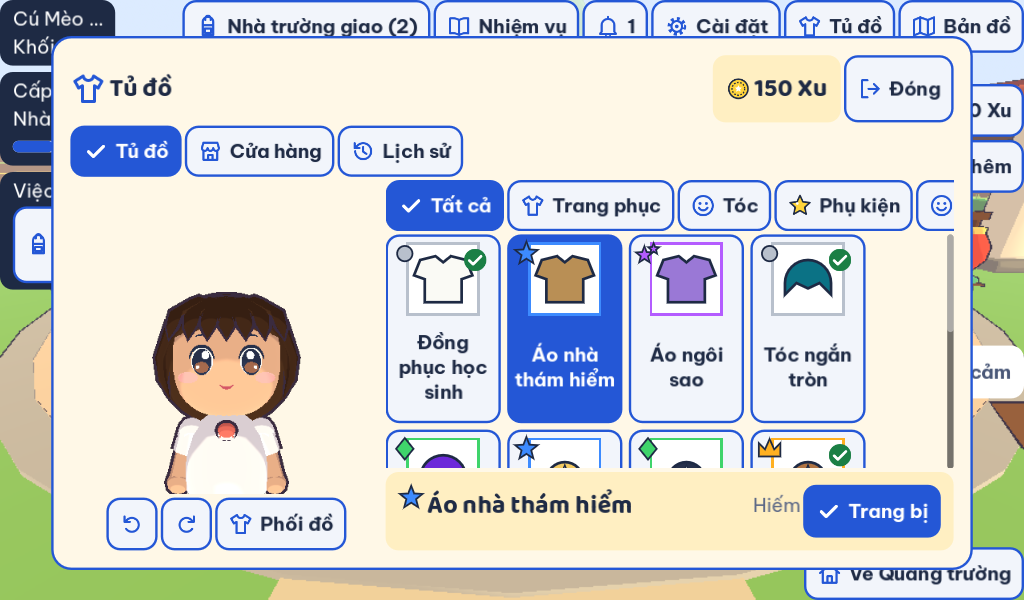 Cú Mèo ...
Khối
Nhà trường giao (2)
Nhiệm vụ
1
Cài đặt
Tủ đồ
Bản đồ
Cấp
Nhà
Việc
Tủ đồ
150 Xu
Đóng
0 Xu
Tủ đồ
Cửa hàng
Lịch sử
hêm
Tất cả
Trang phục
Tóc
Phụ kiện
Đồng
phục học
sinh
Áo nhà
thám hiểm
Áo ngôi
sao
Tóc ngắn
tròn
cảm
Áo nhà thám hiểm
Hiếm
Trang bị
Phối đồ
Về Quảng trường